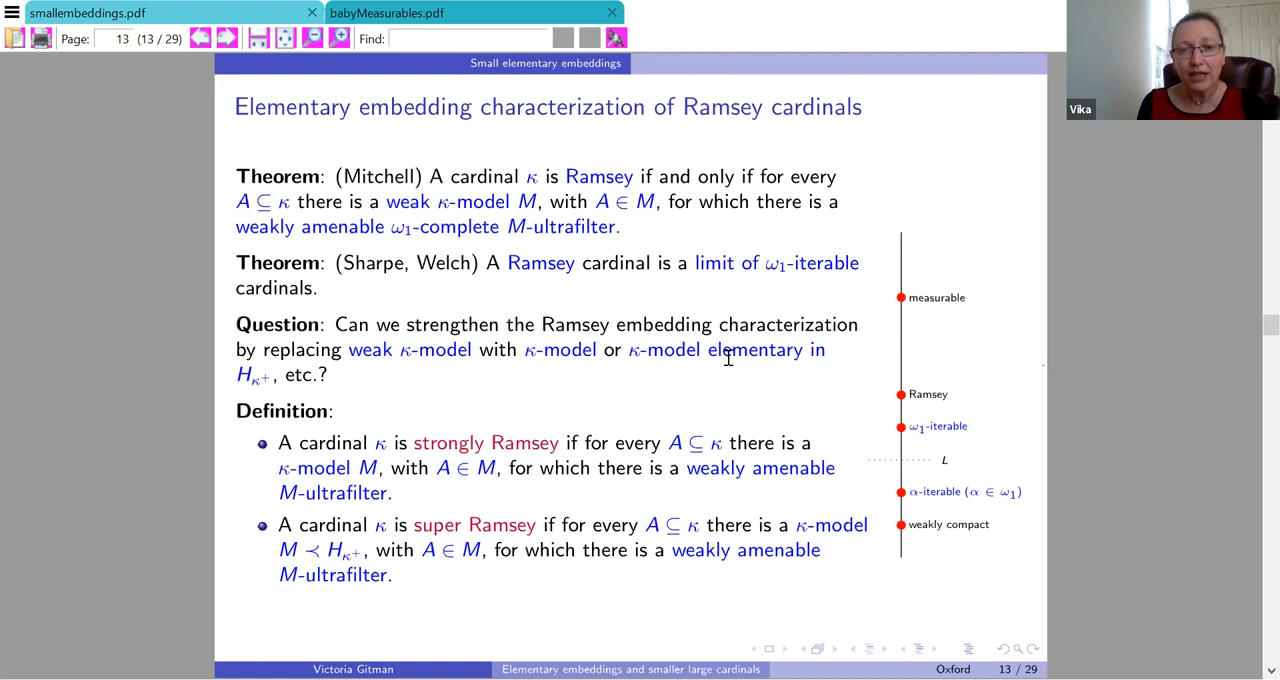 smallembeddings.pdf
babyMeasurables.pdf
Page: 13 (13 / 29) Find:
Vika
Small elementary embeddings
Elementary embedding characterization of Ramsey cardinals
Theorem: (Mitchell) A cardinal κ is Ramsey if and only if for every
A ⊆ κ there is a weak κ-model M, with A ∈ M, for which there is a
weakly amenable ω₁-complete M-ultrafilter.
Theorem: (Sharpe, Welch) A Ramsey cardinal is a limit of ω₁-iterable
cardinals.
Question: Can we strengthen the Ramsey embedding characterization
by replacing weak κ-model with κ-model or κ-model elementary in
H_{κ⁺}, etc.?
Definition:
A cardinal κ is strongly Ramsey if for every A ⊆ κ there is a
κ-model M, with A ∈ M, for which there is a weakly amenable
M-ultrafilter.
A cardinal κ is super Ramsey if for every A ⊆ κ there is a κ-model
M ≺ H_{κ⁺}, with A ∈ M, for which there is a weakly amenable
M-ultrafilter.
measurable
Ramsey
ω₁-iterable
L
α-iterable (α ∈ ω₁)
weakly compact
Victoria Gitman
Elementary embeddings and smaller large cardinals
Oxford
13 / 29